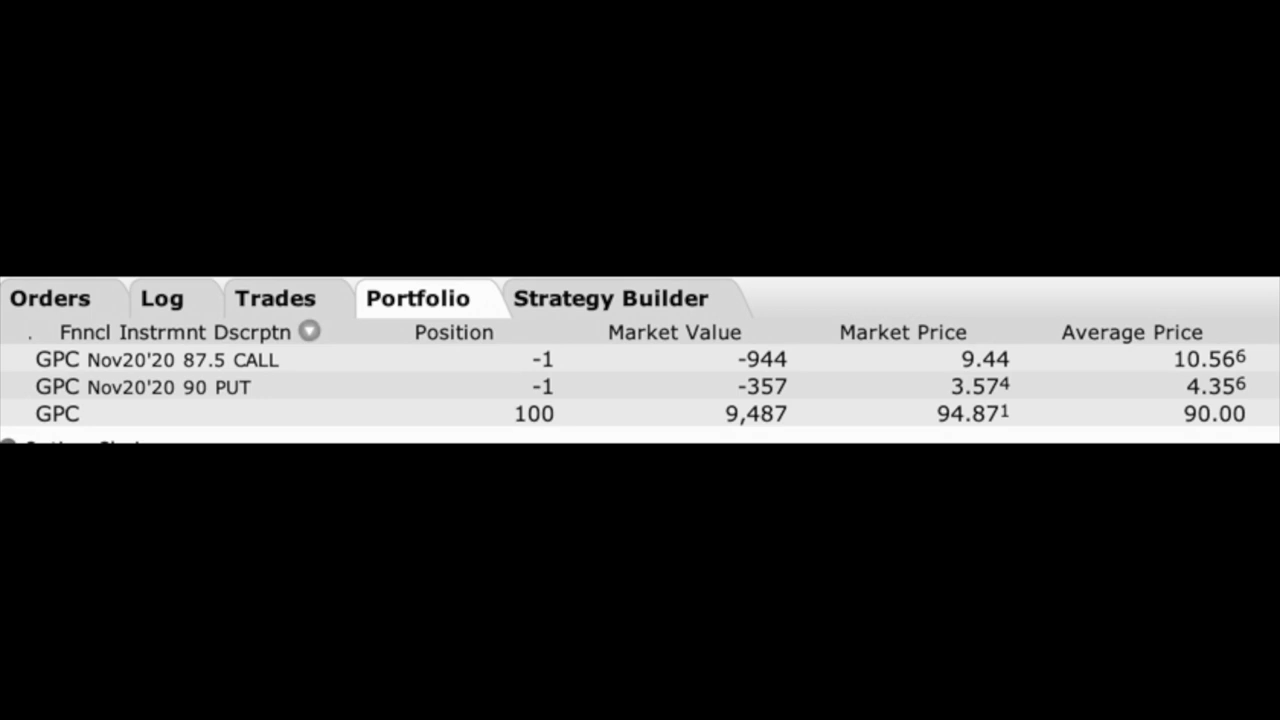 Orders Log Trades Portfolio Strategy Builder
. Fnncl Instrmnt Dscrptn Position Market Value Market Price Average Price
GPC Nov20'20 87.5 CALL -1 -944 9.44 10.566
GPC Nov20'20 90 PUT -1 -357 3.574 4.356
GPC 100 9,487 94.871 90.00